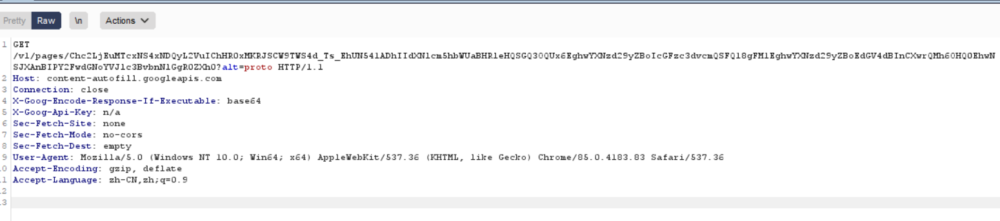 Pretty Raw \n Actions
1 GET
/v1/pages/Chc2LjEuMTcxNS4xNDQyL2VuIChHR0xMKRJSCW9TWS4d_Ts_EhUN541ADhIIdXNlcm5hbWUaBHRleHQSGQ30QUx6EghwYXNzd29yZBoIcGFzc3dvcmQSFQ18gFM1EghwYXNzd29yZBoEdGV4dBInCXwrQMh60HQ0EhwN
SJXAnBIPY2FwdGNoYVJlc3BvbnNlGgR0ZXh0?alt=proto HTTP/1.1
2 Host: content-autofill.googleapis.com
3 Connection: close
4 X-Goog-Encode-Response-If-Executable: base64
5 X-Goog-Api-Key: n/a
6 Sec-Fetch-Site: none
7 Sec-Fetch-Mode: no-cors
8 Sec-Fetch-Dest: empty
9 User-Agent: Mozilla/5.0 (Windows NT 10.0; Win64; x64) AppleWebKit/537.36 (KHTML, like Gecko) Chrome/85.0.4183.83 Safari/537.36
0 Accept-Encoding: gzip, deflate
1 Accept-Language: zh-CN,zh;q=0.9
2
3